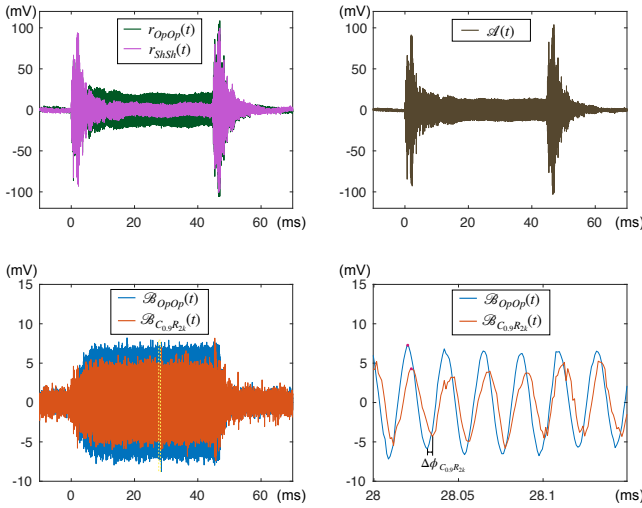 (mV)
100
50
0
-50
-100
r_{OpOp}(t)
r_{ShSh}(t)
0
20
40
60
(ms)
(mV)
100
50
0
-50
-100
𝒜(t)
0
20
40
60
(ms)
(mV)
15
10
5
0
-5
-10
ℬ_{OpOp}(t)
ℬ_{C_{0.9}R_{2k}}(t)
0
20
40
60
(ms)
(mV)
15
10
5
0
-5
-10
ℬ_{OpOp}(t)
ℬ_{C_{0.9}R_{2k}}(t)
Δϕ_{C_{0.9}R_{2k}}
28
28.05
28.1
(ms)